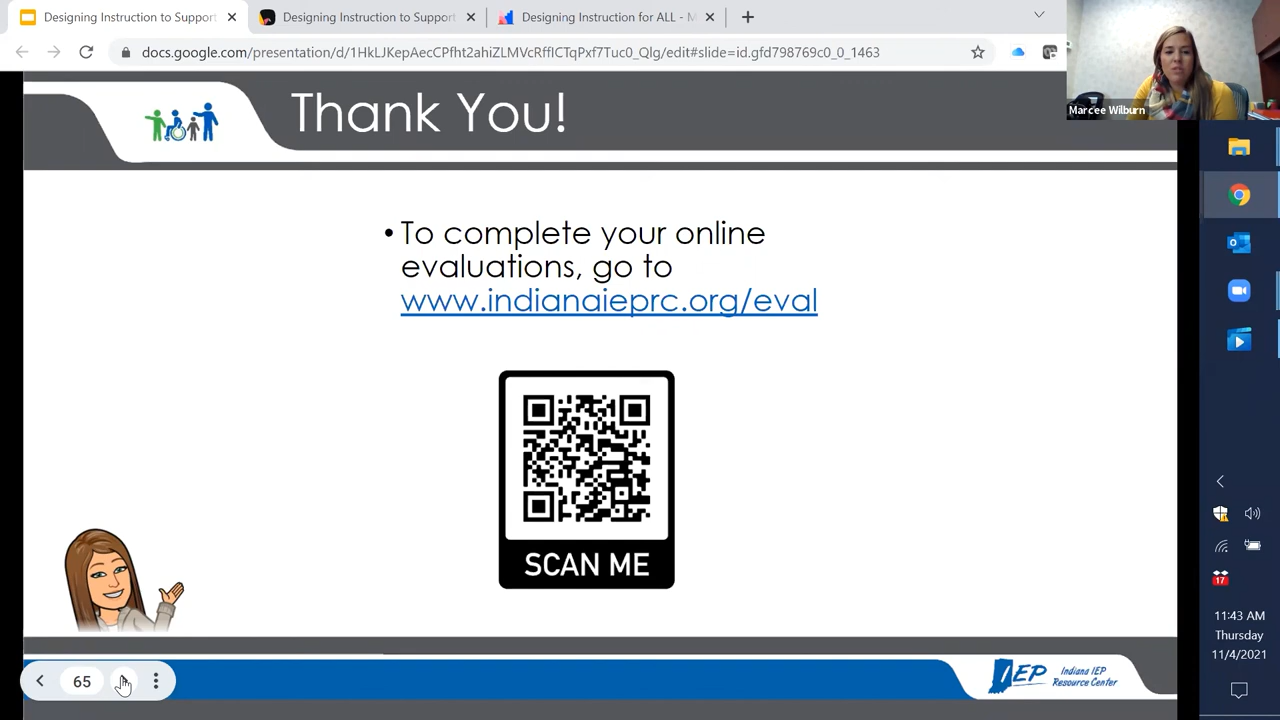 Designing Instruction to Support
Designing Instruction to Support
Designing Instruction for ALL - M
docs.google.com/presentation/d/1HkLJKepAecCPfht2ahiZLMVcRfflCTqPxf7Tuc0_Qlg/edit#slide=id.gfd798769c0_0_1463
Marcee Wilburn
Thank You!
• To complete your online
evaluations, go to
www.indianaieprc.org/eval
SCAN ME
65
IEP
Indiana IEP
Resource Center
17
11:43 AM
Thursday
11/4/2021